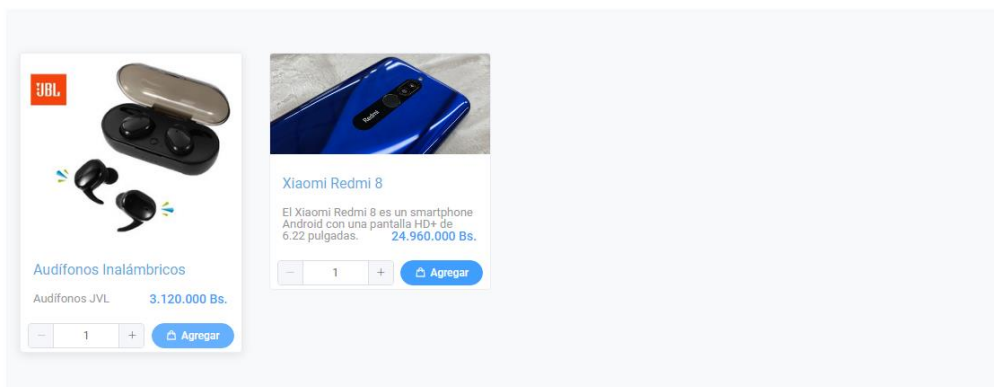 JBL
Audífonos Inalámbricos
Audífonos JVL 3.120.000 Bs.
− 1 + Agregar
Redmi
Xiaomi Redmi 8
El Xiaomi Redmi 8 es un smartphone
Android con una pantalla HD+ de
6.22 pulgadas. 24.960.000 Bs.
− 1 + Agregar